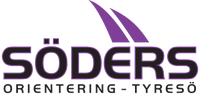 SÖDERS
ORIENTERING - TYRESÖ